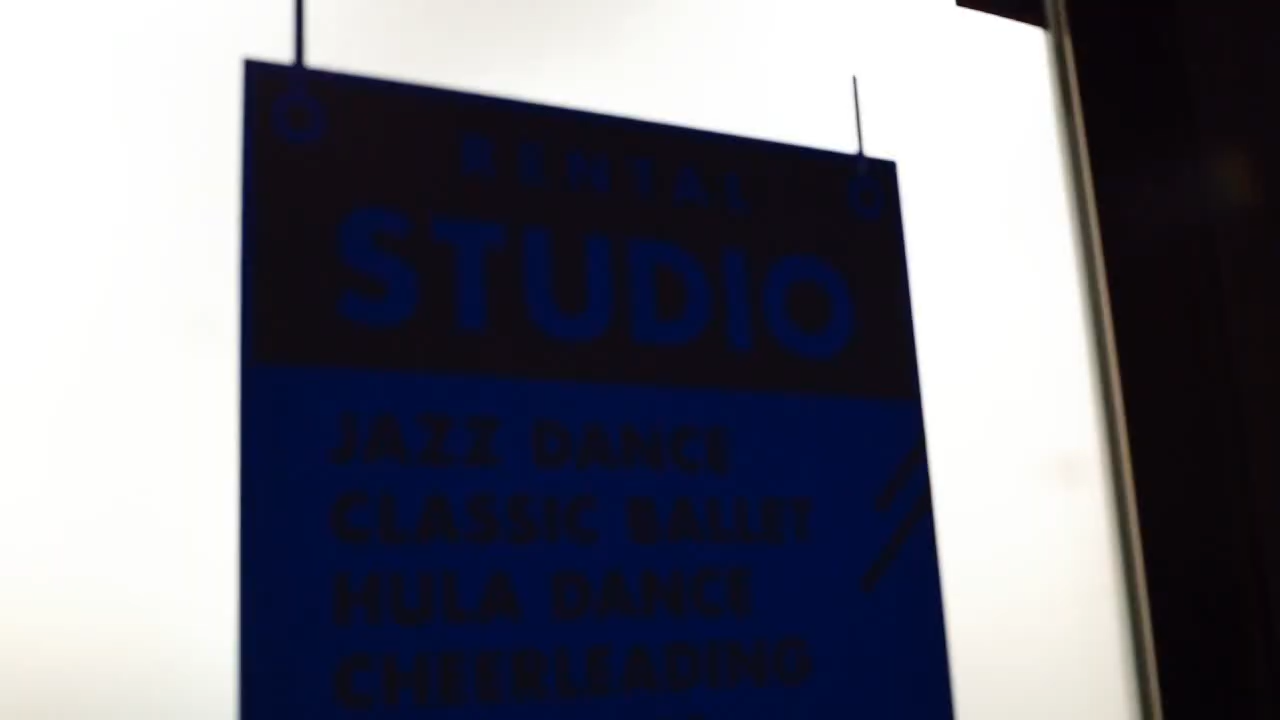 RENTAL
STUDIO
JAZZ DANCE
CLASSIC BALLET
HULA DANCE
CHEERLEADING